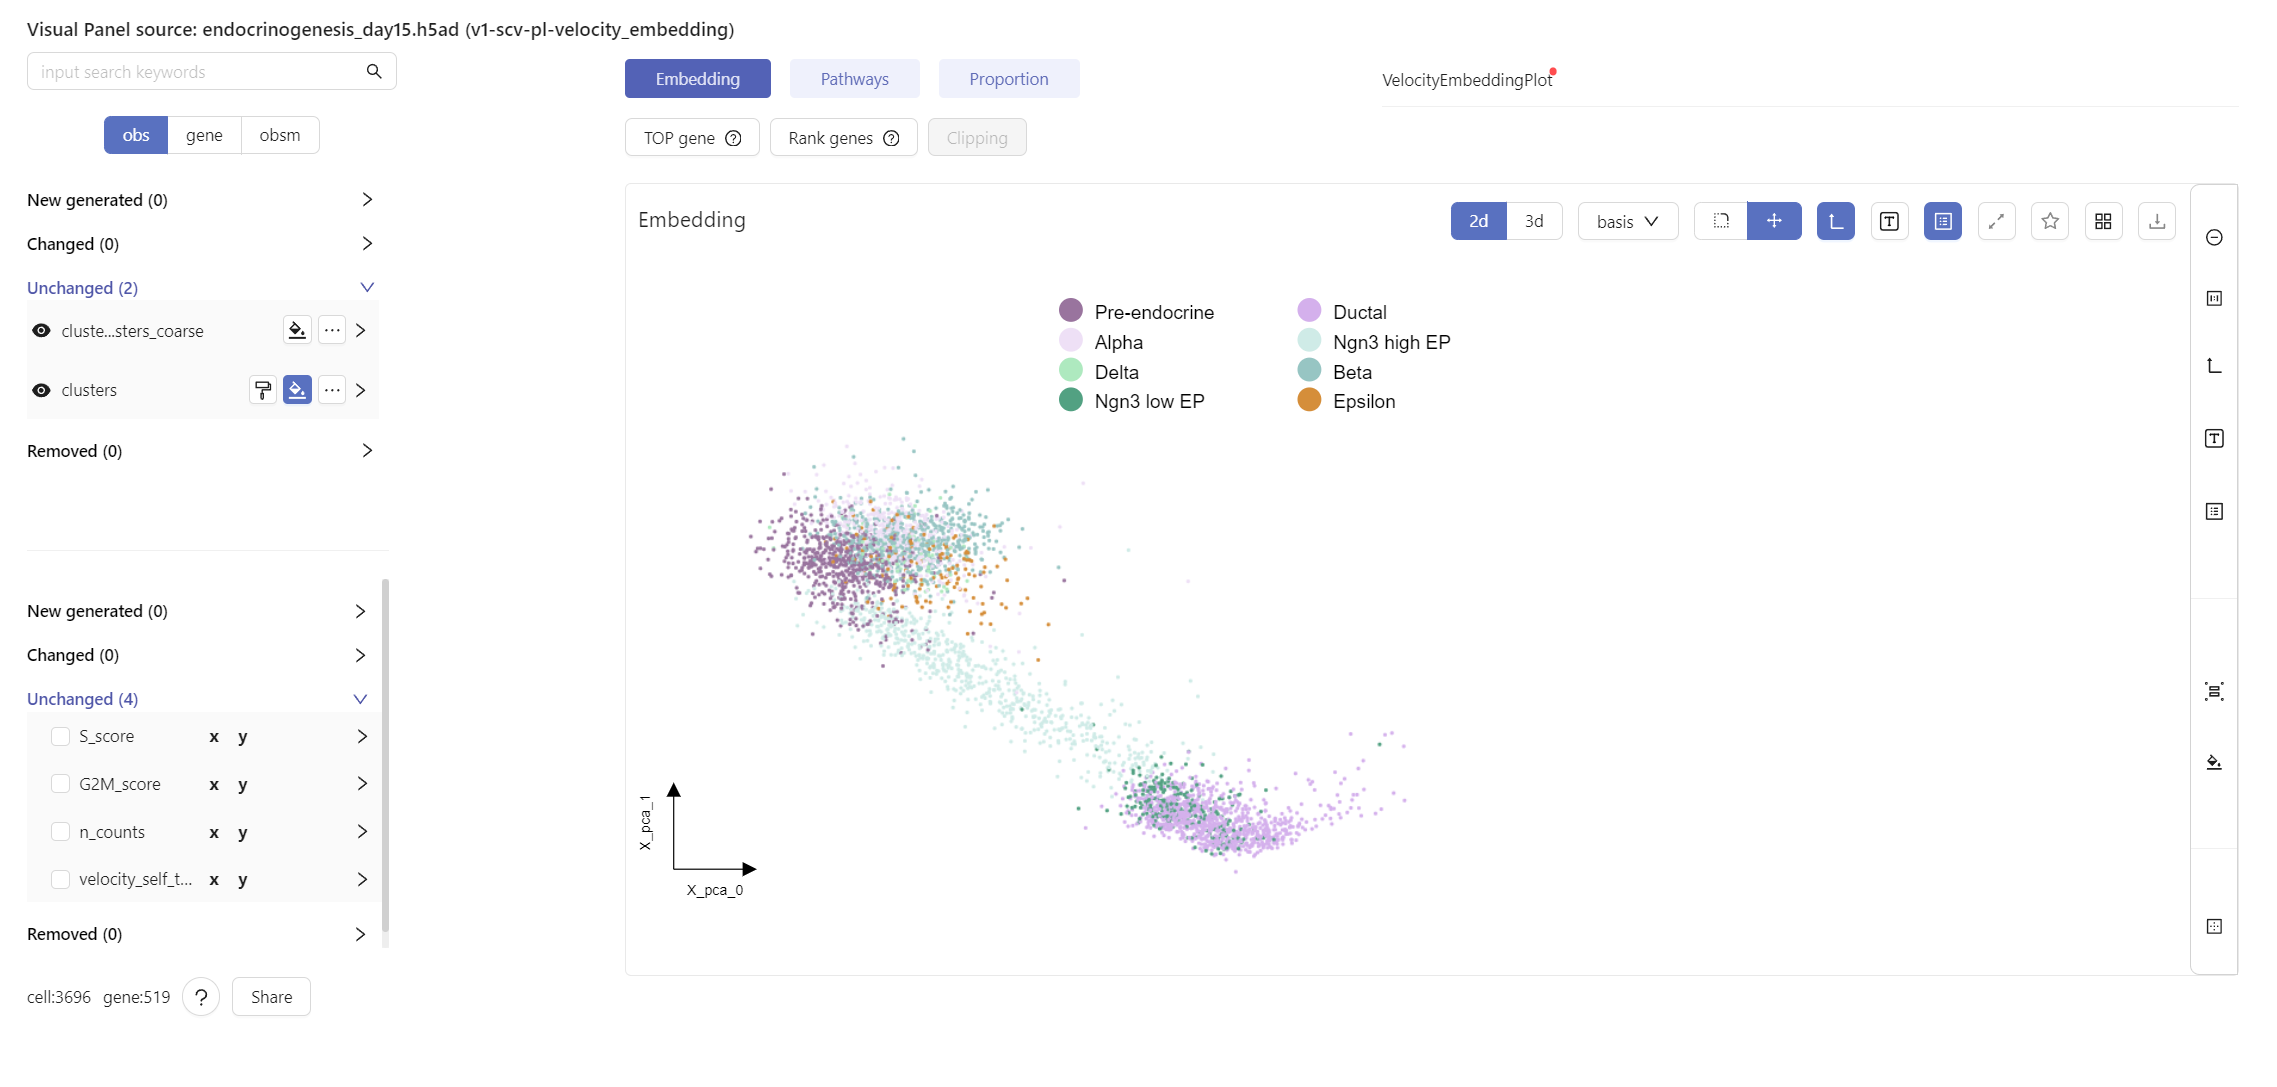 Visual Panel source: endocrinogenesis_day15.h5ad (v1-scv-pl-velocity_embedding)
input search keywords
obs gene obsm
New generated (0)
Changed (0)
Unchanged (2)
cluste...sters_coarse
clusters
Removed (0)
New generated (0)
Changed (0)
Unchanged (4)
S_score x y
G2M_score x y
n_counts x y
velocity_self_t... x y
Removed (0)
cell:3696 gene:519 ? Share
Embedding Pathways Proportion
VelocityEmbeddingPlot
TOP gene ? Rank genes ? Clipping
Embedding
2d 3d basis T
Pre-endocrine
Alpha
Delta
Ngn3 low EP
Ductal
Ngn3 high EP
Beta
Epsilon
X_pca_1
X_pca_0
T